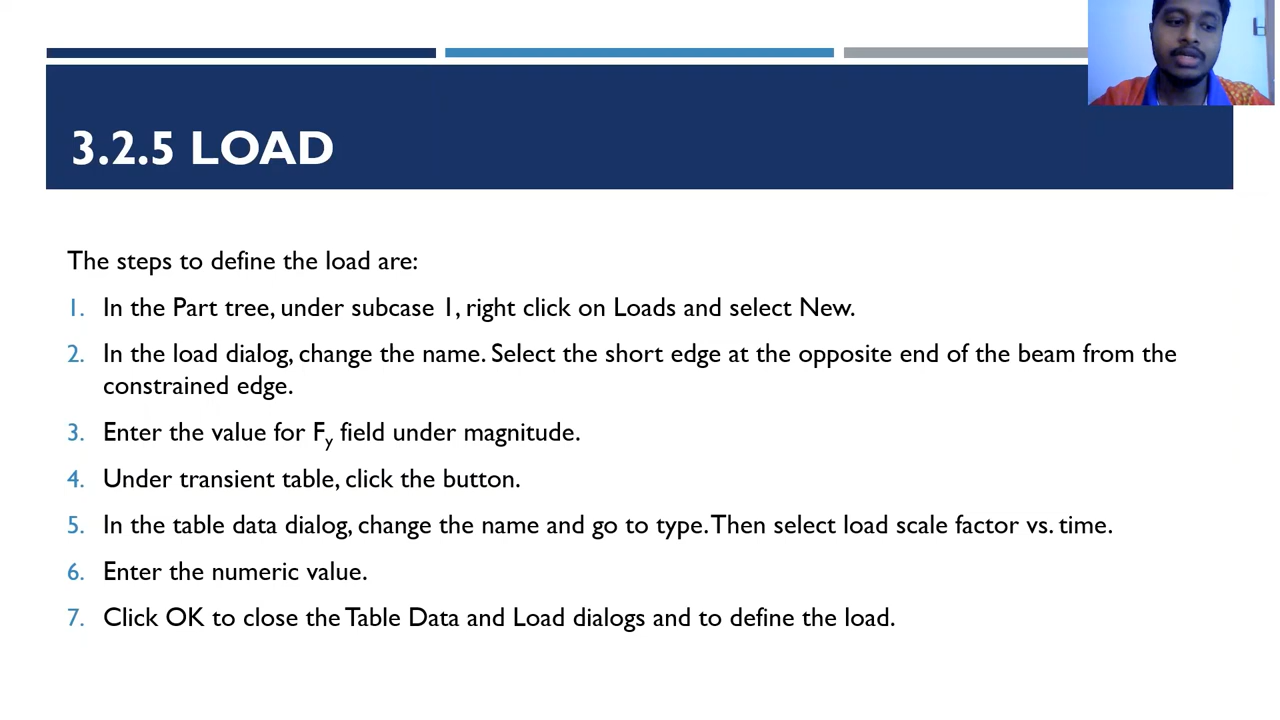 3.2.5 LOAD
The steps to define the load are:
1. In the Part tree, under subcase 1, right click on Loads and select New.
2. In the load dialog, change the name. Select the short edge at the opposite end of the beam from the
constrained edge.
3. Enter the value for Fy field under magnitude.
4. Under transient table, click the button.
5. In the table data dialog, change the name and go to type. Then select load scale factor vs. time.
6. Enter the numeric value.
7. Click OK to close the Table Data and Load dialogs and to define the load.